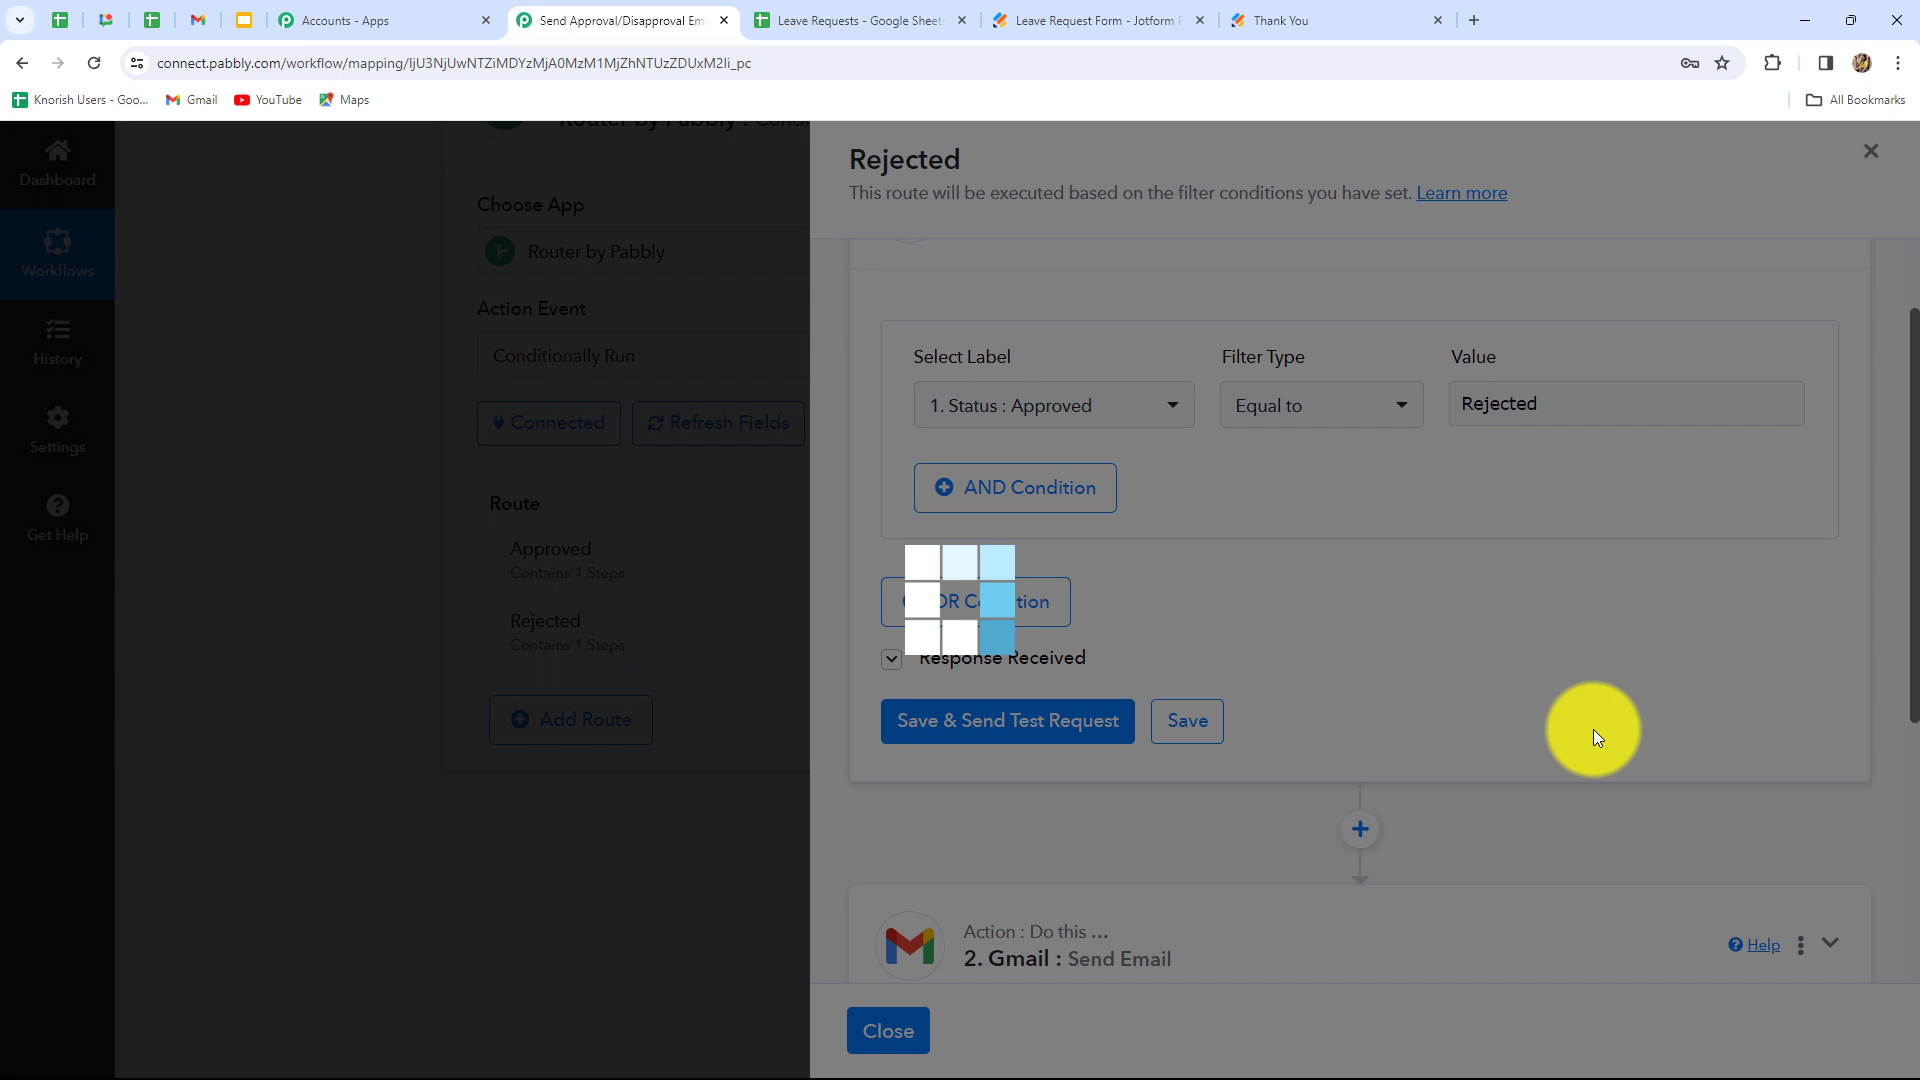 Accounts - Apps
Send Approval/Disapproval Em
Leave Requests - Google Sheet
Leave Request Form - Jotform F
Thank You
connect.pabbly.com/workflow/mapping/IjU3NjUwNTZiMDYzMjA0MzM1MjZhNTUzZDUxM2Ii_pc
Knorish Users - Goo...
Gmail
YouTube
Maps
All Bookmarks
Dashboard
Workflows
History
Settings
Get Help
Router by Pabbly :
Choose App
Router by Pabbly
Action Event
Conditionally Run
Connected
Refresh Fields
Route
Approved
Contains 1 Steps
Rejected
Contains 1 Steps
Add Route
Rejected
This route will be executed based on the filter conditions you have set. Learn more
Select Label
Filter Type
Value
1. Status : Approved
Equal to
Rejected
AND Condition
OR Condition
Response Received
Save & Send Test Request
Save
Action : Do this ...
2. Gmail : Send Email
Help
Close